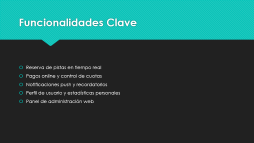 Funcionalidades Clave
Reserva de pistas en tiempo real
Pagos online y control de cuotas
Notificaciones push y recordatorios
Perfil de usuario y estadísticas personales
Panel de administración web